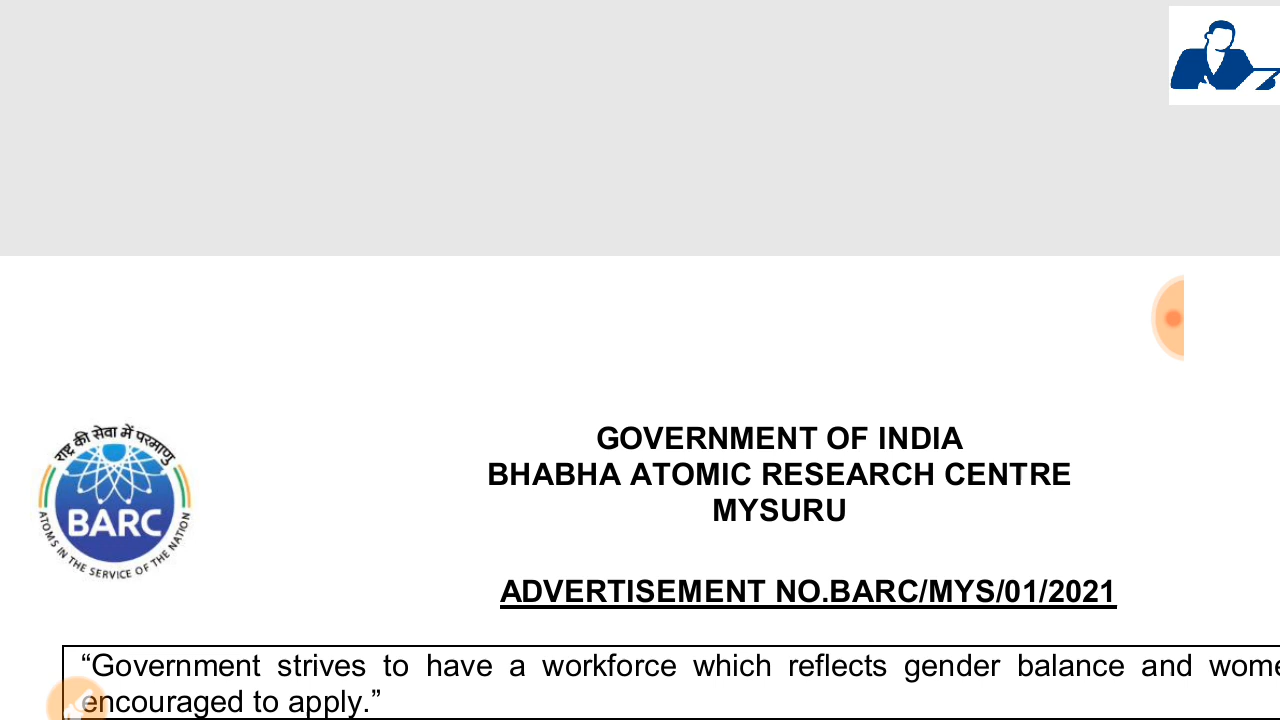 राष्ट्र की सेवा में परमाणु
BARC
ATOMS IN THE SERVICE OF THE NATION
GOVERNMENT OF INDIA
BHABHA ATOMIC RESEARCH CENTRE
MYSURU
ADVERTISEMENT NO.BARC/MYS/01/2021
“Government strives to have a workforce which reflects gender balance and wome
encouraged to apply.”